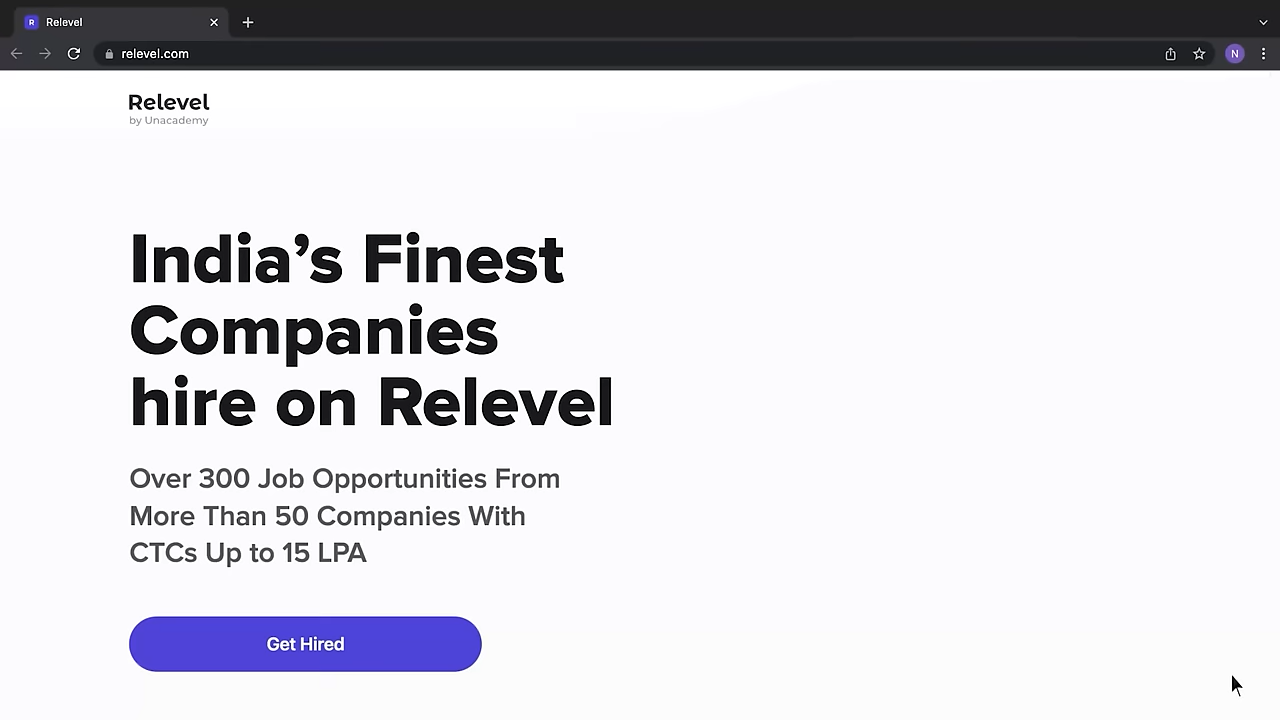 R Relevel
relevel.com
N
Relevel
by Unacademy
India’s Finest
Companies
hire on Relevel
Over 300 Job Opportunities From
More Than 50 Companies With
CTCs Up to 15 LPA
Get Hired